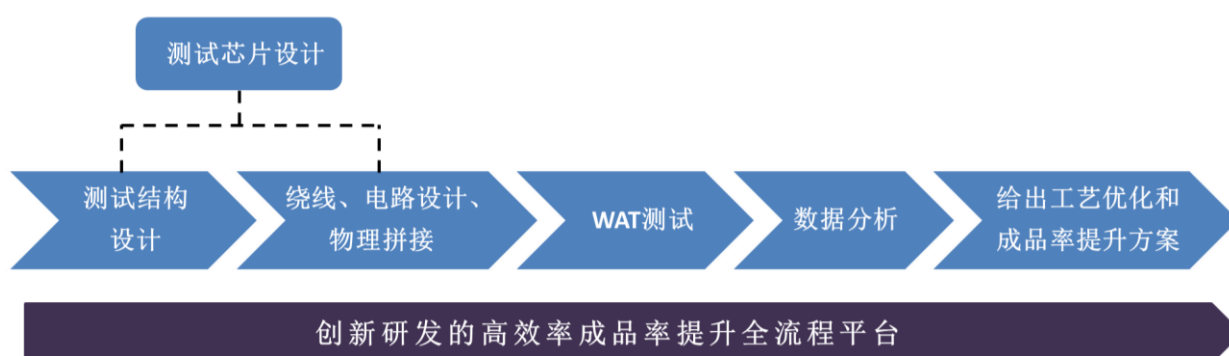 测试芯片设计
测试结构
设计
绕线、电路设计、
物理拼接
WAT测试
数据分析
给出工艺优化和
成品率提升方案
创新研发的高效率成品率提升全流程平台